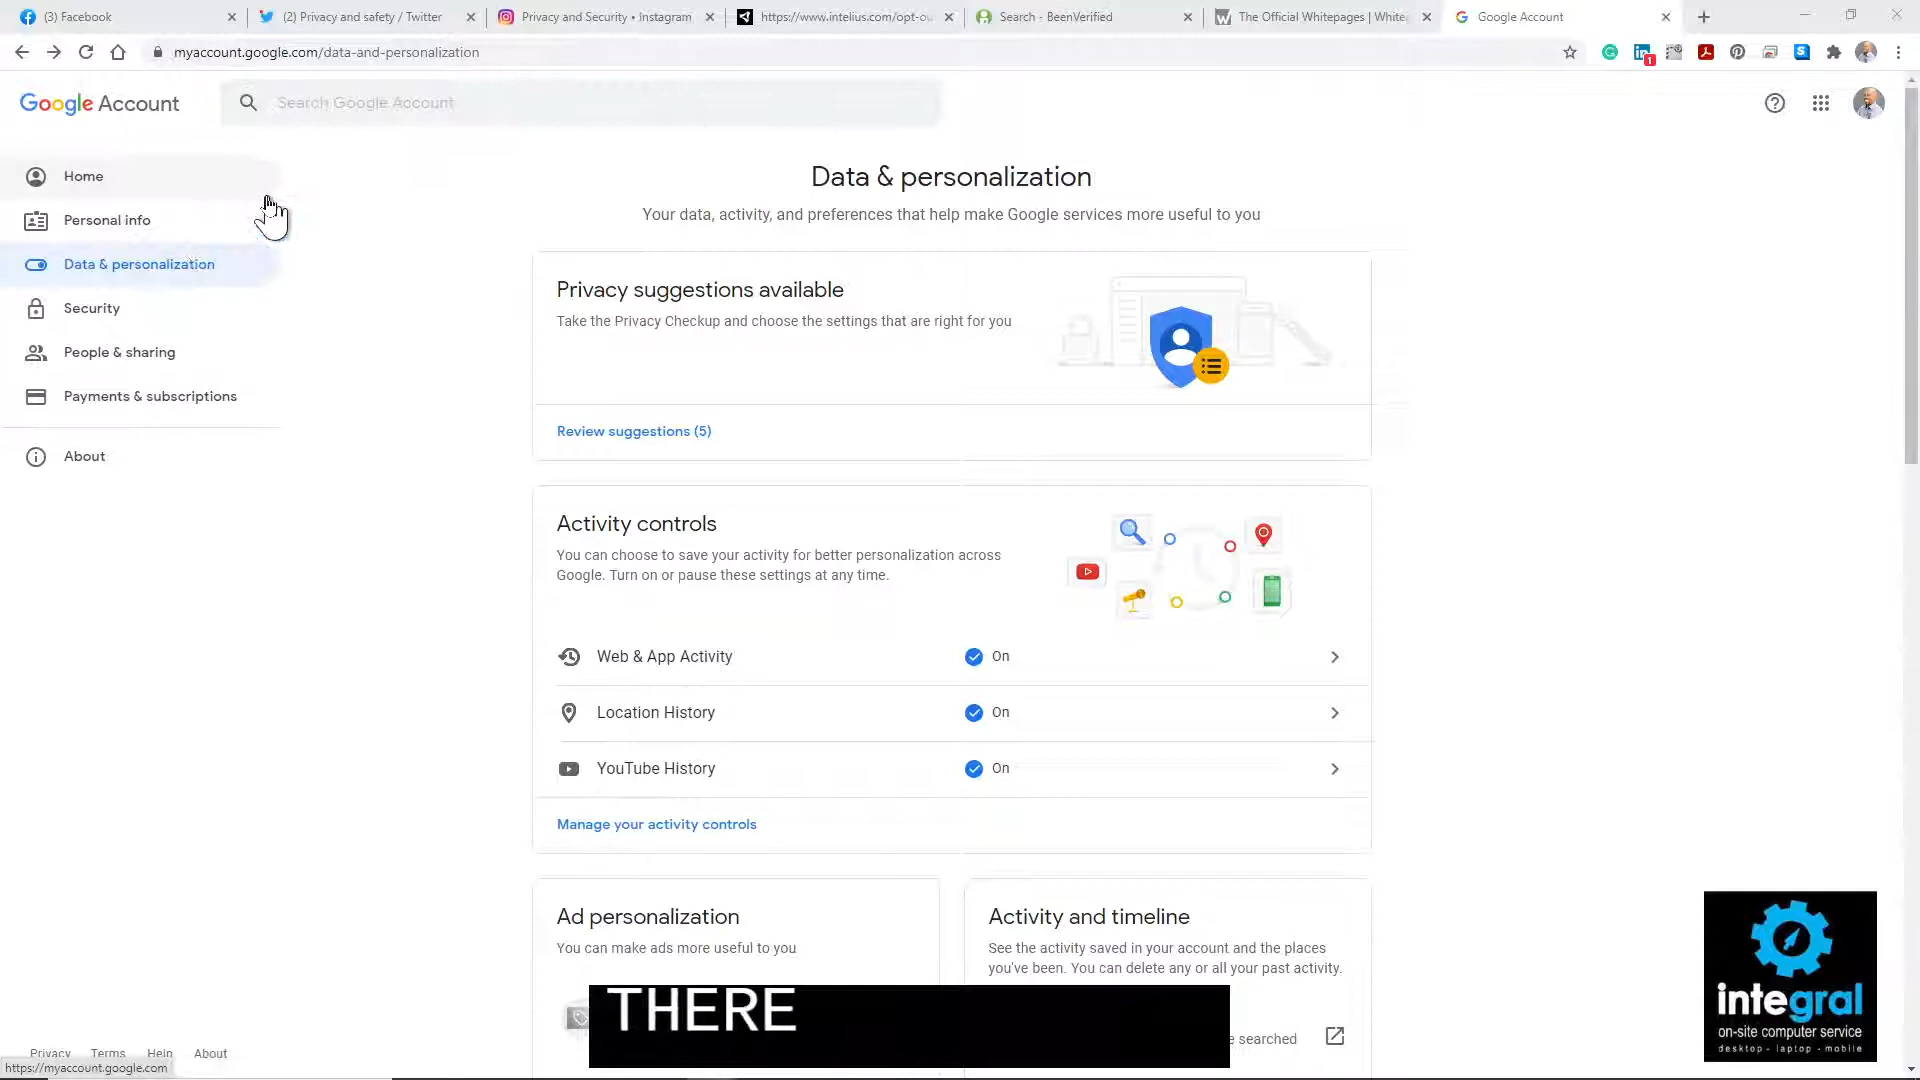 (3) Facebook
(2) Privacy and safety / Twitter
Privacy and Security • Instagram
https://www.intelius.com/opt-ou
Search - BeenVerified
The Official Whitepages | White
Google Account
myaccount.google.com/data-and-personalization
1
Google Account
Search Google Account
Home
Personal info
Data & personalization
Security
People & sharing
Payments & subscriptions
About
Data & personalization
Your data, activity, and preferences that help make Google services more useful to you
Privacy suggestions available
Take the Privacy Checkup and choose the settings that are right for you
Review suggestions (5)
Activity controls
You can choose to save your activity for better personalization across
Google. Turn on or pause these settings at any time.
Web & App Activity On
Location History On
YouTube History On
Manage your activity controls
Ad personalization
You can make ads more useful to you
Activity and timeline
See the activity saved in your account and the places
you've been. You can delete any or all your past activity.
searched
THERE
integral
on-site computer service
desktop - laptop - mobile
Privacy Terms Help About
https://myaccount.google.com